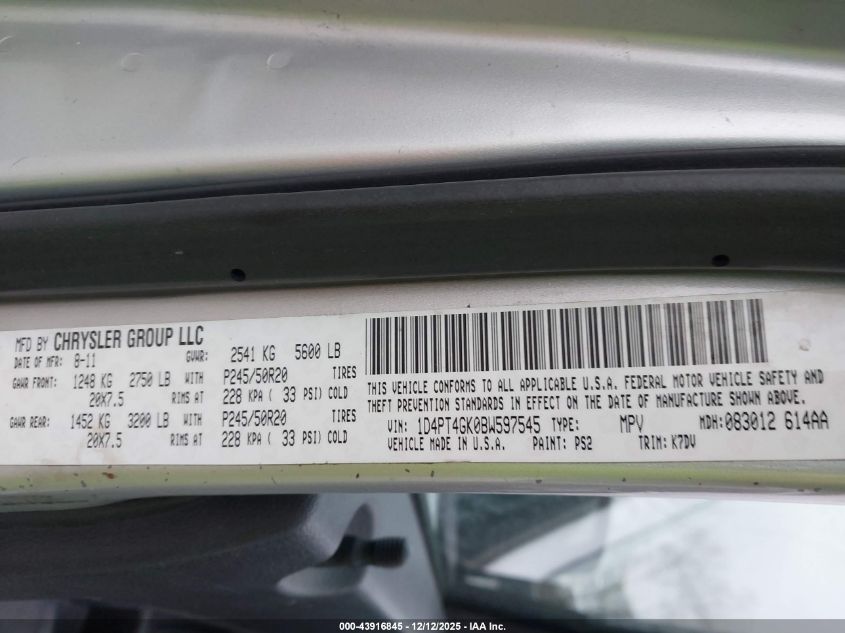 MFD BY CHRYSLER GROUP LLC
DATE OF MFR: 8-11 GVWR: 2541 KG 5600 LB
GAWR FRONT: 1248 KG 2750 LB WITH P245/50R20 TIRES
20X7.5 RIMS AT 228 KPA ( 33 PSI) COLD
GAWR REAR: 1452 KG 3200 LB WITH P245/50R20 TIRES
20X7.5 RIMS AT 228 KPA ( 33 PSI) COLD
THIS VEHICLE CONFORMS TO ALL APPLICABLE U.S.A. FEDERAL MOTOR VEHICLE SAFETY AND
THEFT PREVENTION STANDARDS IN EFFECT ON THE DATE OF MANUFACTURE SHOWN ABOVE.
VIN: 1D4PT4GK0BW597545 TYPE: MPV MDH: 083012 614AA
VEHICLE MADE IN U.S.A. PAINT: PS2 TRIM: K7DV
000-43916845 - 12/12/2025 - IAA Inc.